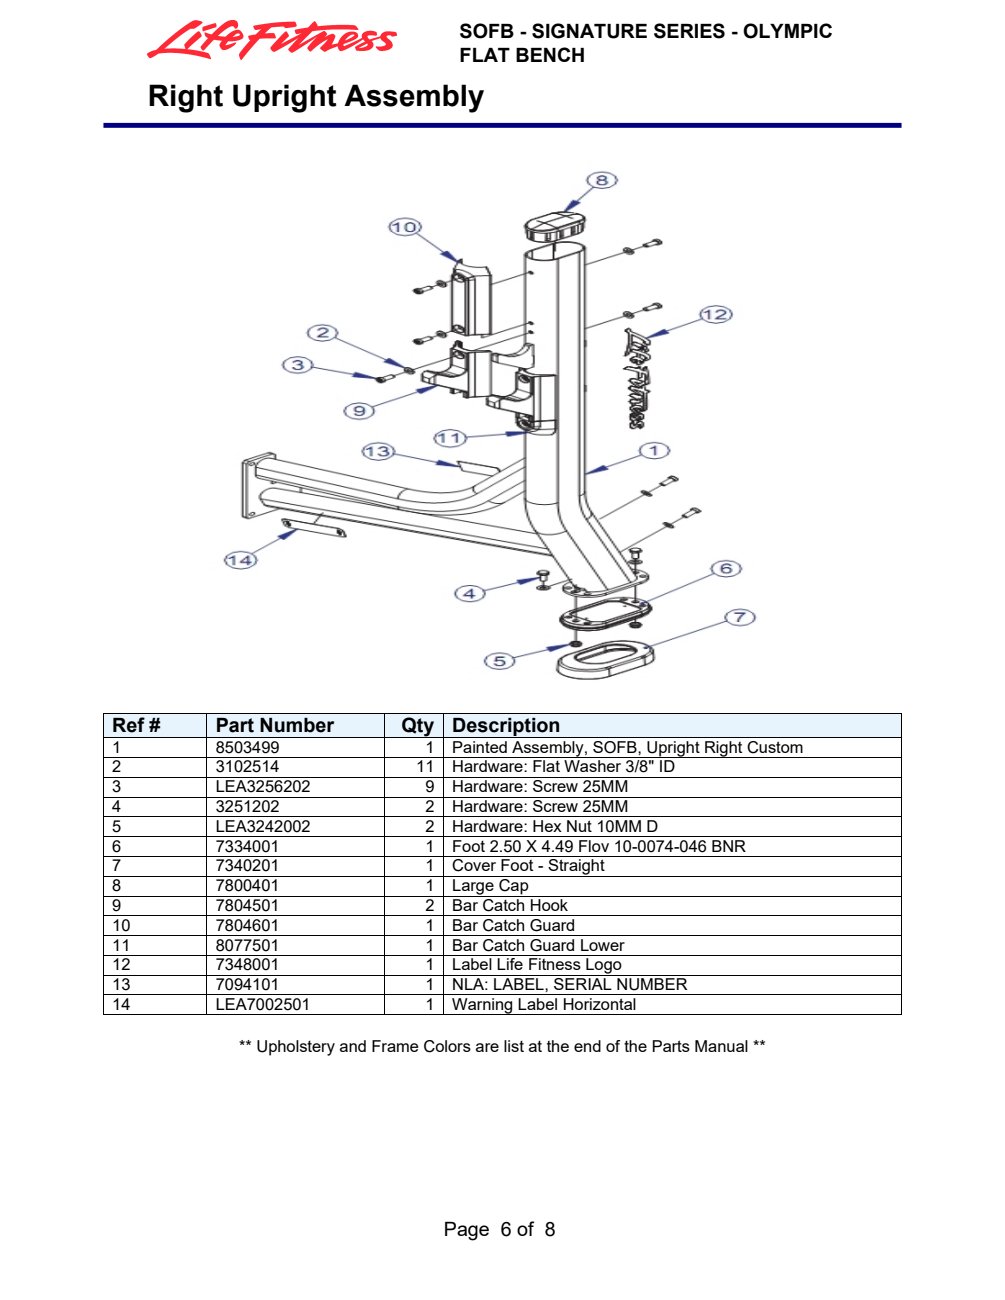 Life Fitness
SOFB - SIGNATURE SERIES - OLYMPIC
FLAT BENCH
Right Upright Assembly
8
10
12
2
3
9
11
13
1
14
4
6
7
5
Life Fitness
Ref # Part Number Qty Description
1 8503499 1 Painted Assembly, SOFB, Upright Right Custom
2 3102514 11 Hardware: Flat Washer 3/8" ID
3 LEA3256202 9 Hardware: Screw 25MM
4 3251202 2 Hardware: Screw 25MM
5 LEA3242002 2 Hardware: Hex Nut 10MM D
6 7334001 1 Foot 2.50 X 4.49 Flov 10-0074-046 BNR
7 7340201 1 Cover Foot - Straight
8 7800401 1 Large Cap
9 7804501 2 Bar Catch Hook
10 7804601 1 Bar Catch Guard
11 8077501 1 Bar Catch Guard Lower
12 7348001 1 Label Life Fitness Logo
13 7094101 1 NLA: LABEL, SERIAL NUMBER
14 LEA7002501 1 Warning Label Horizontal
** Upholstery and Frame Colors are list at the end of the Parts Manual **
Page 6 of 8